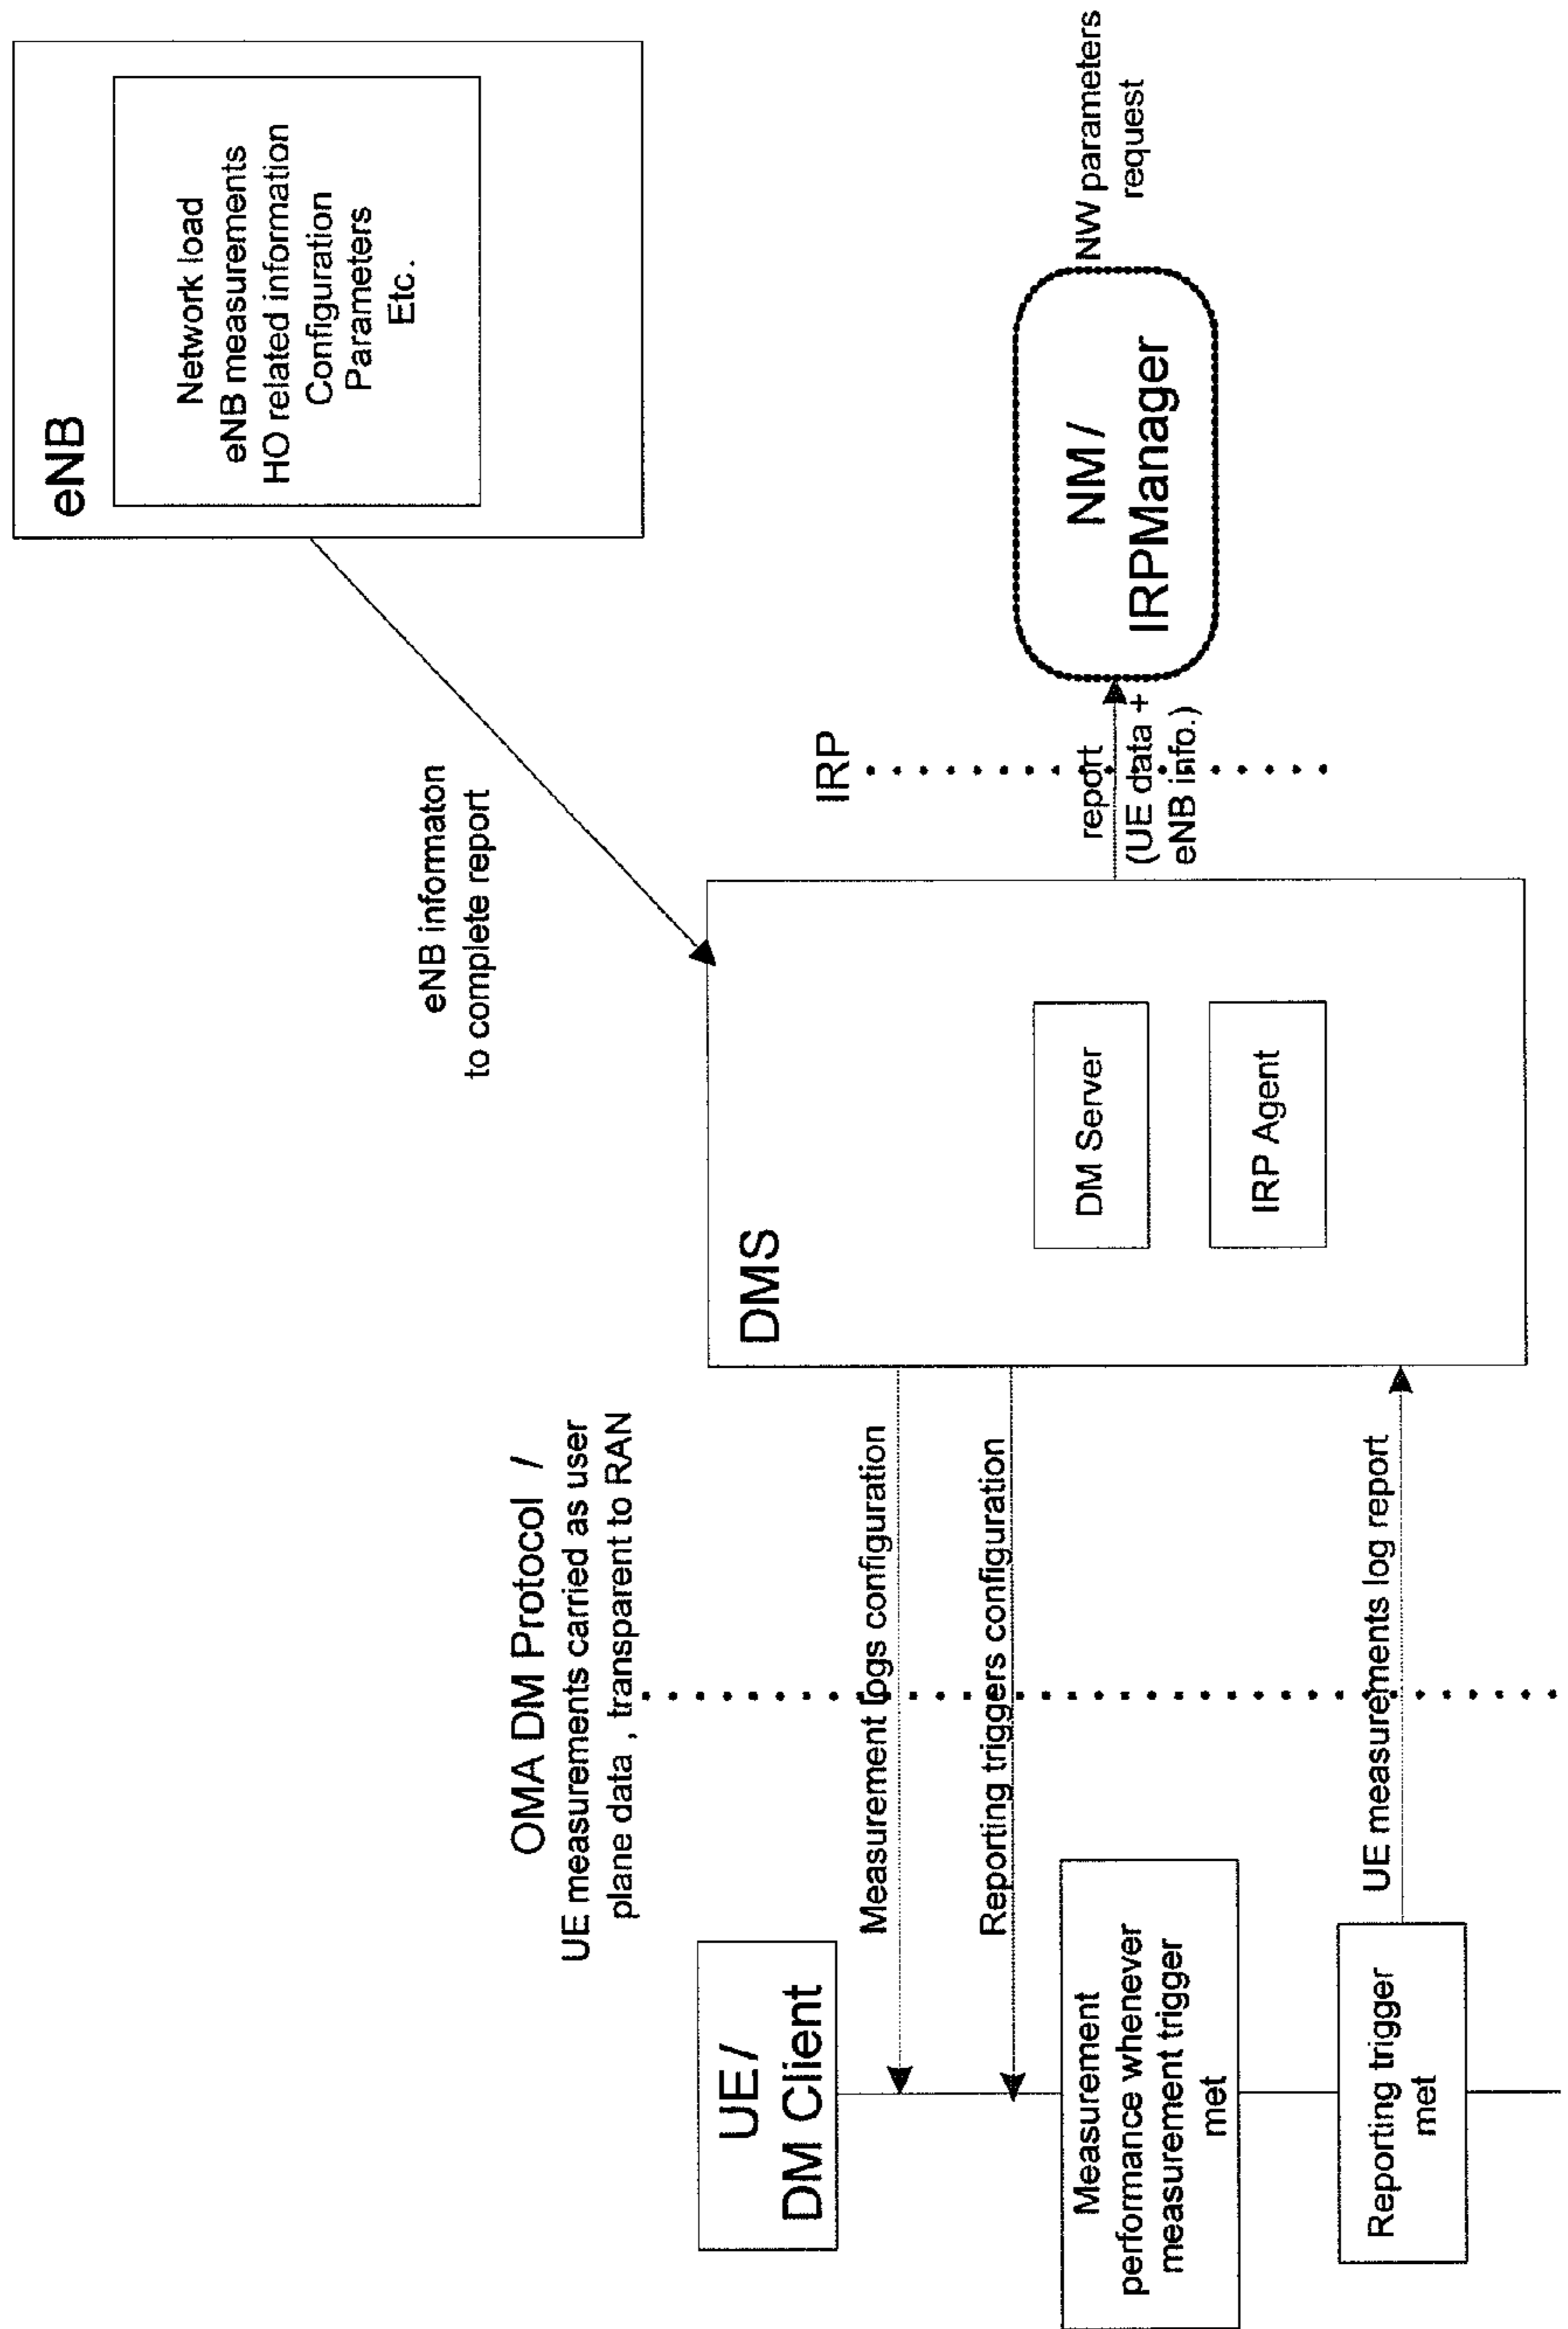 eNB
Network load
eNB measurements
HO related information
Configuration
Parameters
Etc.
eNB informaton
to complete report
OMA DM Protocol /
UE measurements carried as user
plane data , transparent to RAN
UE /
DM Client
Measurement logs configuration
Reporting triggers configuration
Measurement
performance whenever
measurement trigger
met
Reporting trigger
met
UE measurements log report
DMS
DM Server
IRP Agent
IRP
report
(UE data +
eNB info.)
NM /
IRPManager
NW parameters
request